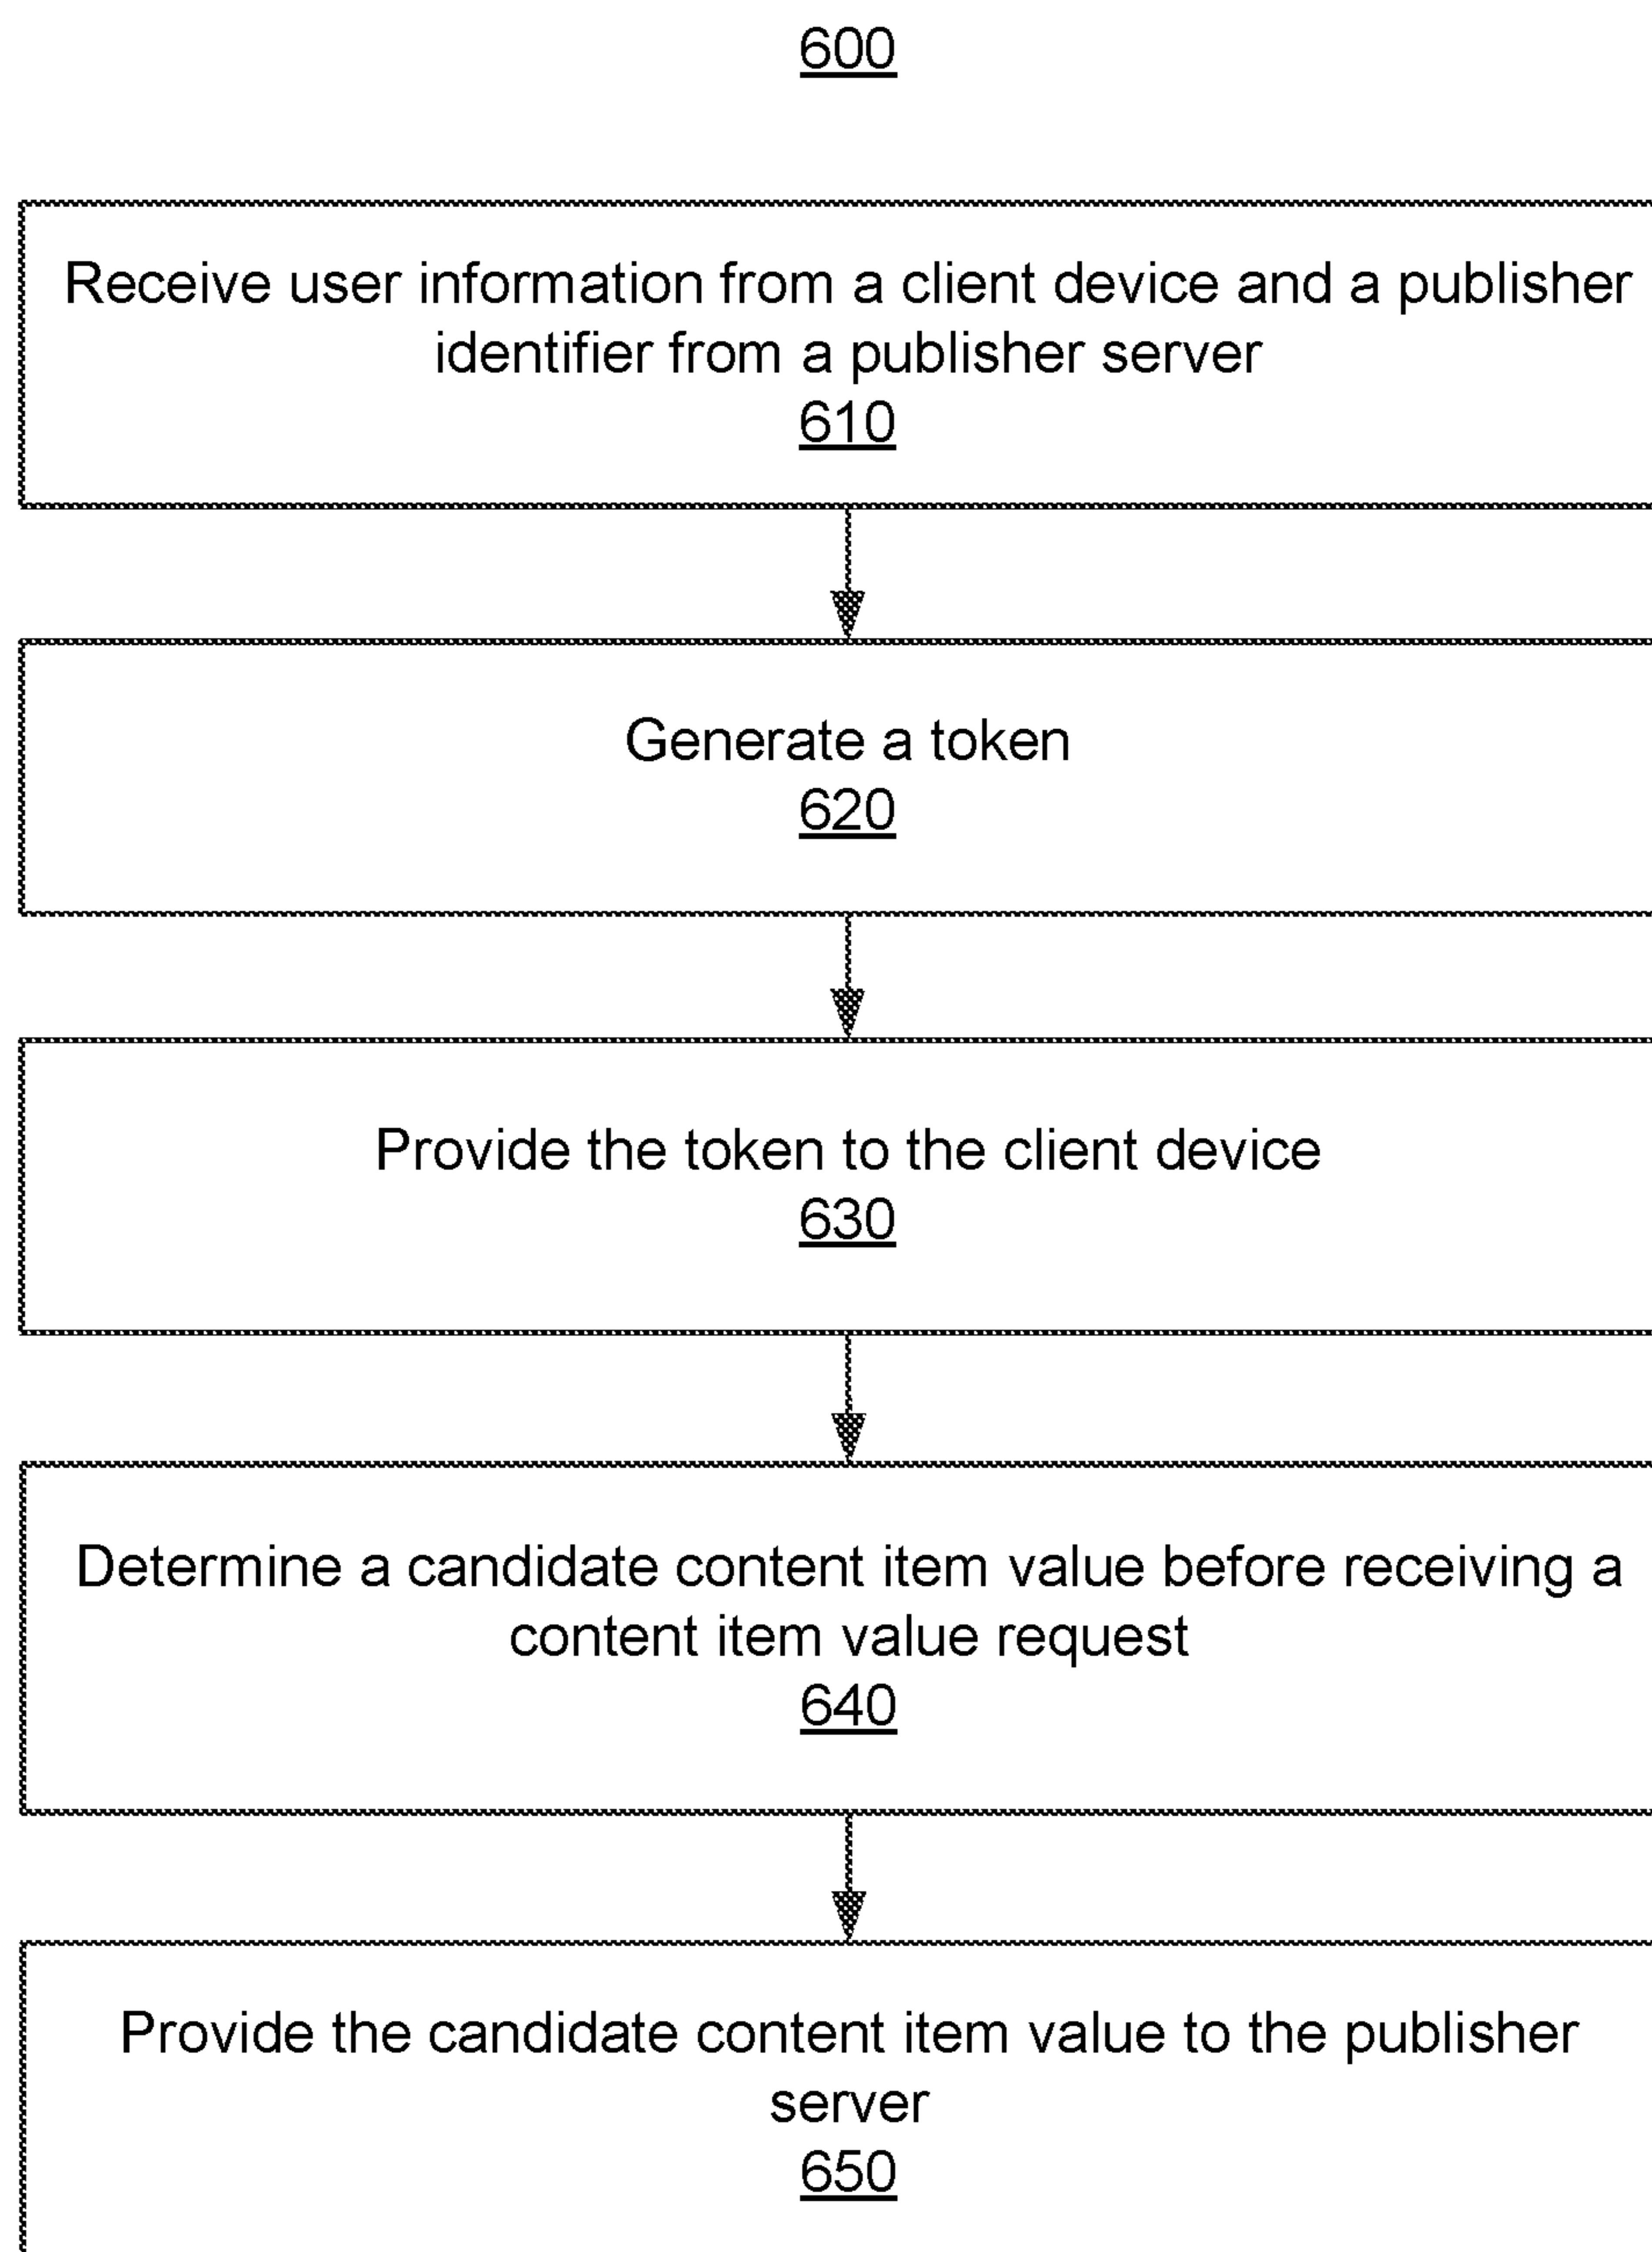 600
Receive user information from a client device and a publisher
identifier from a publisher server
610
Generate a token
620
Provide the token to the client device
630
Determine a candidate content item value before receiving a
content item value request
640
Provide the candidate content item value to the publisher
server
650